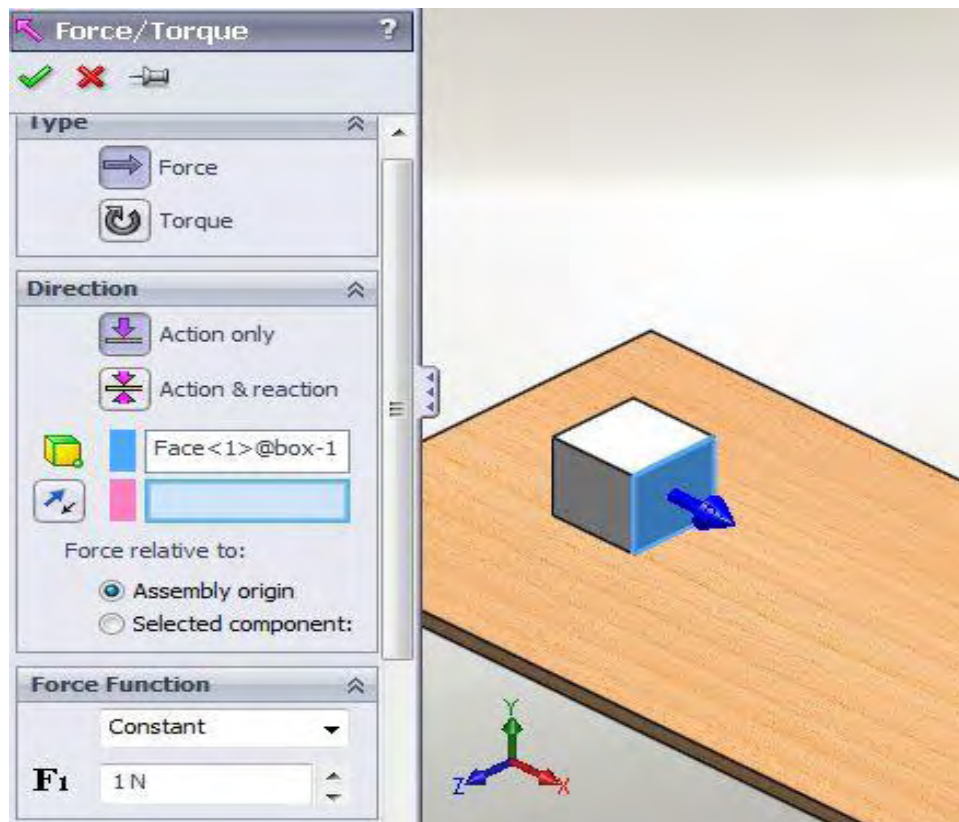 Force/Torque ?
Type
Force
Torque
Direction
Action only
Action & reaction
Face<1>@box-1
Force relative to:
Assembly origin
Selected component:
Force Function
Constant
F1 1 N
Y
Z X